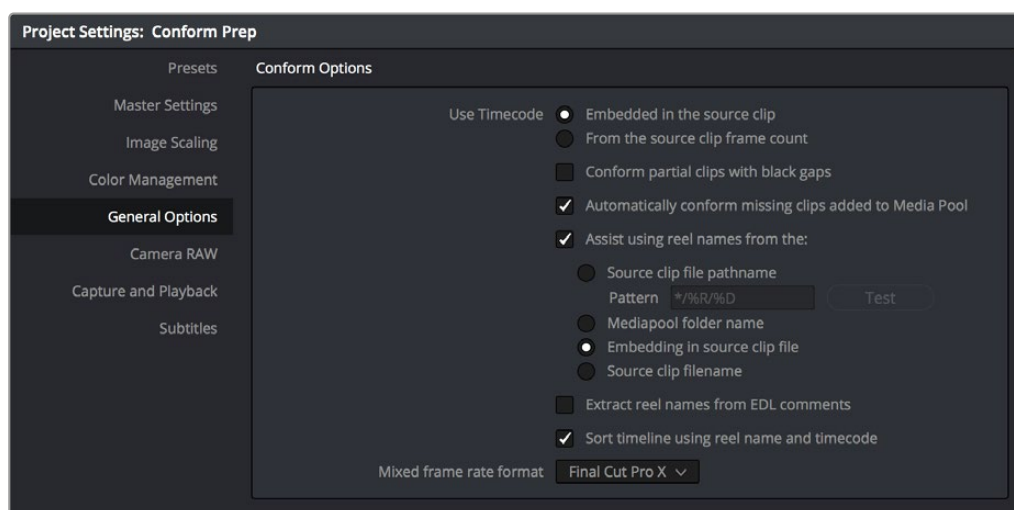 Project Settings: Conform Prep
Presets
Master Settings
Image Scaling
Color Management
General Options
Camera RAW
Capture and Playback
Subtitles
Conform Options
Use Timecode Embedded in the source clip
From the source clip frame count
Conform partial clips with black gaps
Automatically conform missing clips added to Media Pool
Assist using reel names from the:
Source clip file pathname
Pattern */%R/%D Test
Mediapool folder name
Embedding in source clip file
Source clip filename
Extract reel names from EDL comments
Sort timeline using reel name and timecode
Mixed frame rate format Final Cut Pro X